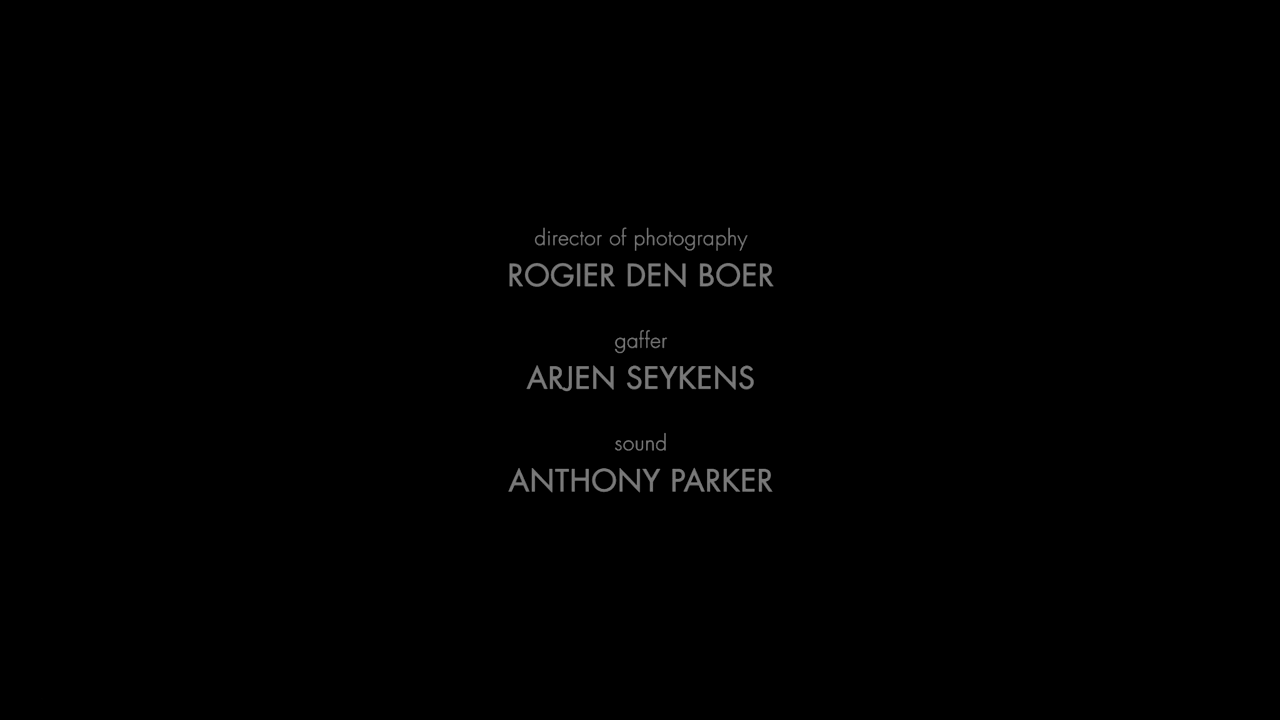 director of photography
ROGIER DEN BOER
gaffer
ARJEN SEYKENS
sound
ANTHONY PARKER